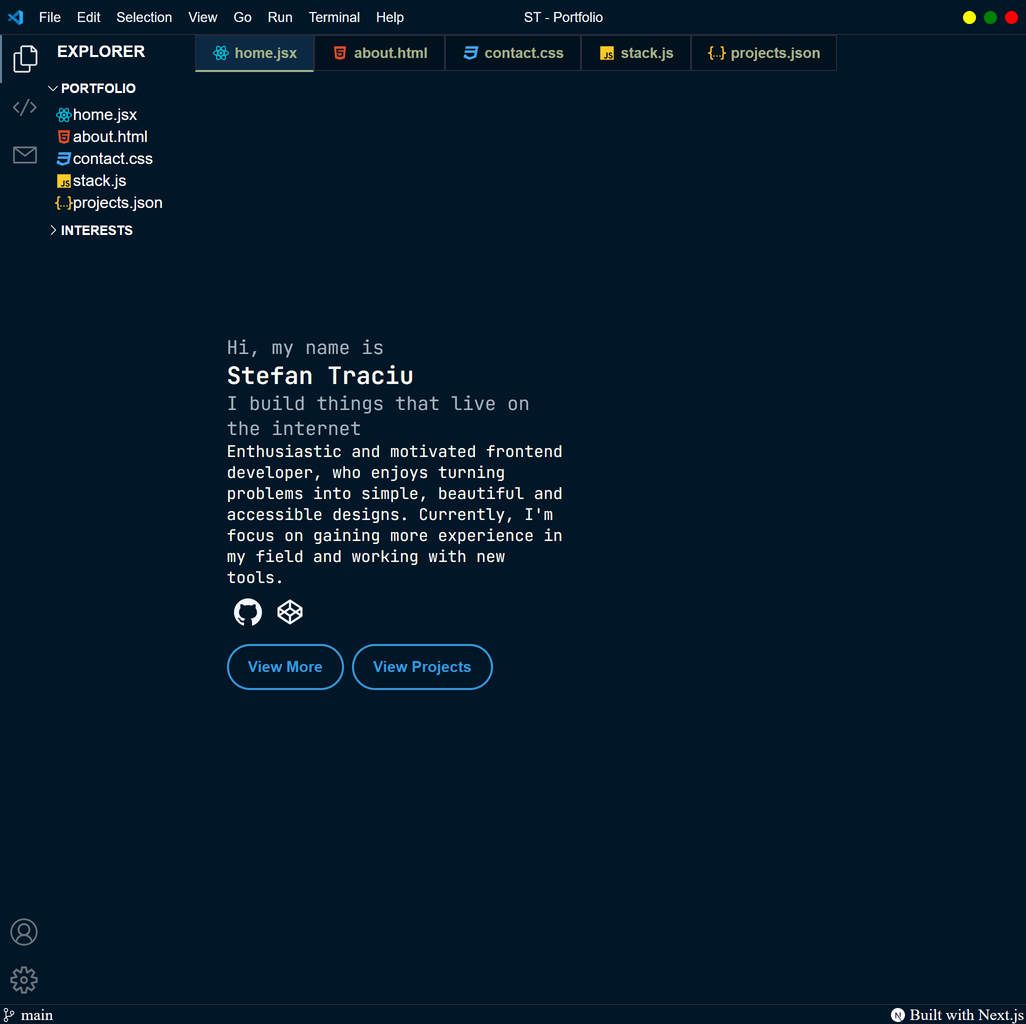 File Edit Selection View Go Run Terminal Help ST - Portfolio
EXPLORER
PORTFOLIO
home.jsx
about.html
contact.css
JS stack.js
{..} projects.json
INTERESTS
home.jsx about.html contact.css JS stack.js {..} projects.json
Hi, my name is
Stefan Traciu
I build things that live on
the internet
Enthusiastic and motivated frontend
developer, who enjoys turning
problems into simple, beautiful and
accessible designs. Currently, I'm
focus on gaining more experience in
my field and working with new
tools.
View More View Projects
main
N Built with Next.js